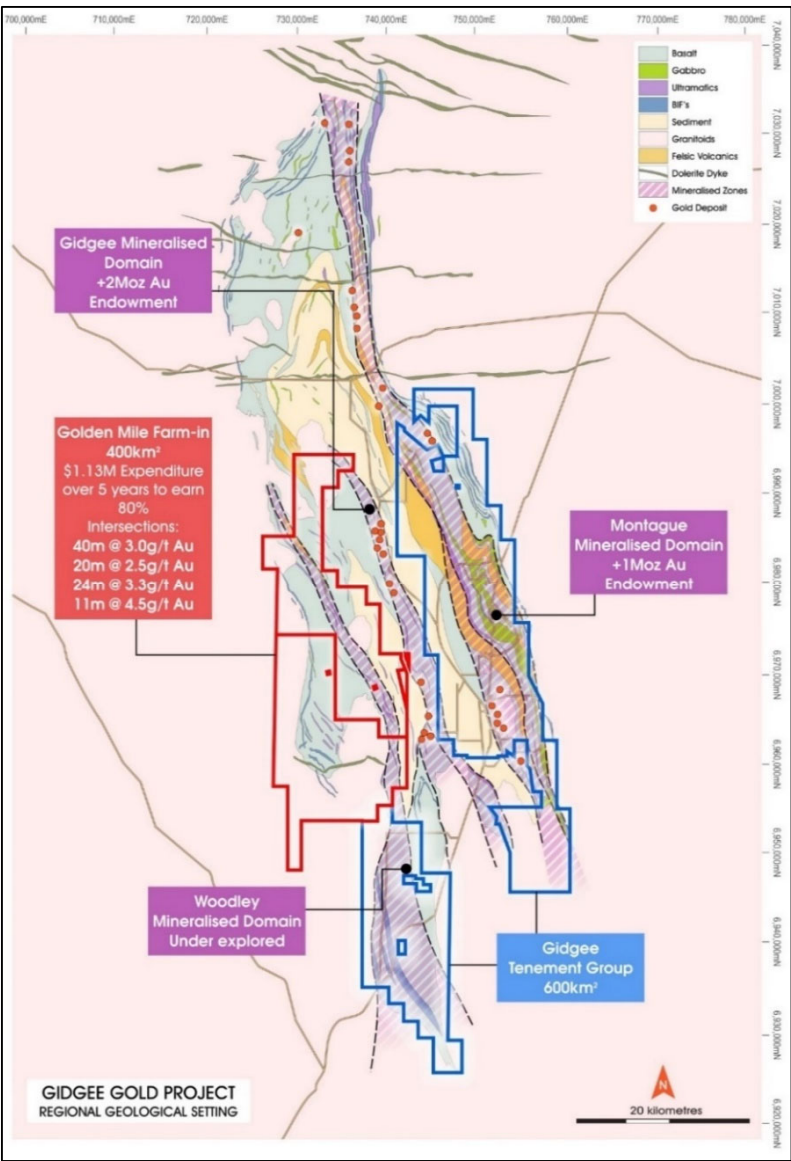 700,000mE 710,000mE 720,000mE 730,000mE 740,000mE 750,000mE 760,000mE 770,000mE 780,000mE
7,040,000mN
7,030,000mN
7,020,000mN
7,010,000mN
7,000,000mN
6,990,000mN
6,980,000mN
6,970,000mN
6,960,000mN
6,950,000mN
6,940,000mN
6,930,000mN
6,920,000mN
Basalt
Gabbro
Ultramatics
BIF's
Sediment
Granitoids
Felsic Volcanics
Dolerite Dyke
Mineralised Zones
Gold Deposit
Gidgee Mineralised
Domain
+2Moz Au
Endowment
Golden Mile Farm-in
400km²
$1.13M Expenditure
over 5 years to earn
80%
Intersections:
40m @ 3.0g/t Au
20m @ 2.5g/t Au
24m @ 3.3g/t Au
11m @ 4.5g/t Au
Montague
Mineralised Domain
+1Moz Au
Endowment
Woodley
Mineralised Domain
Under explored
Gidgee
Tenement Group
600km²
N
20 kilometres
GIDGEE GOLD PROJECT
REGIONAL GEOLOGICAL SETTING